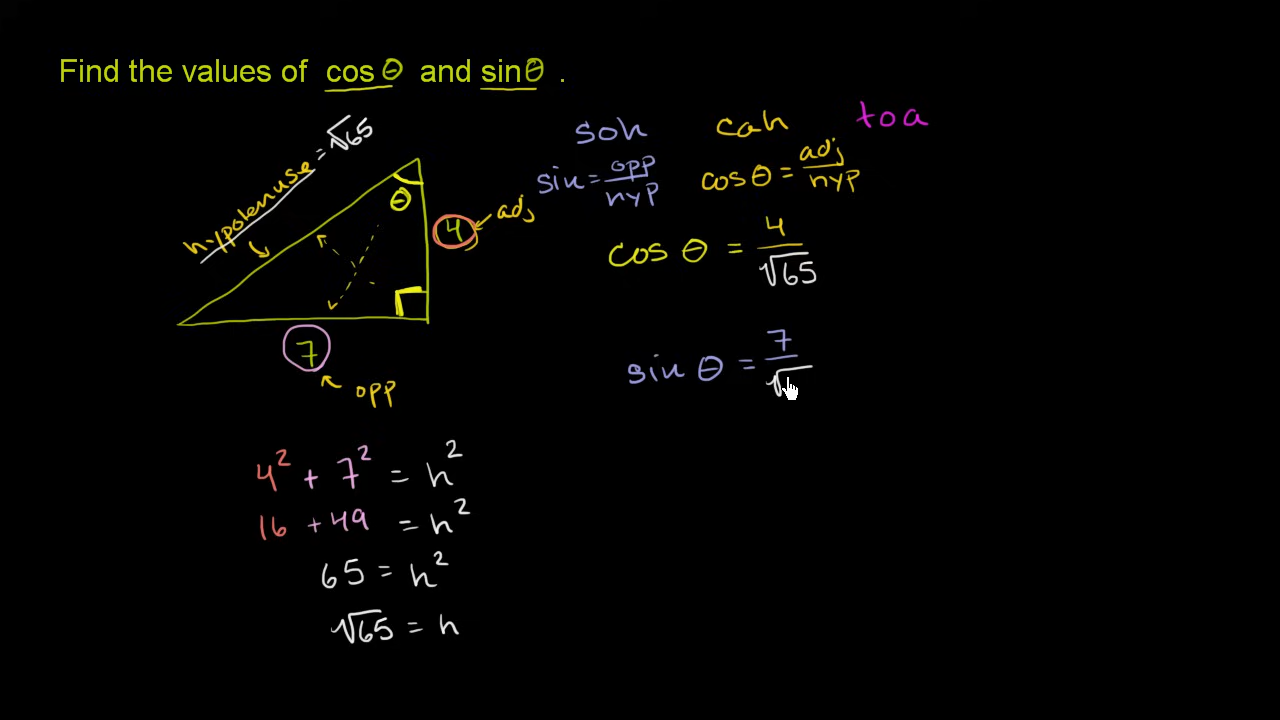 Find the values of cos θ and sin θ .
soh cah toa
sin = opp/hyp cos θ = adj/hyp
hypotenuse = √65
θ
4 adj
7
opp
cos θ = 4/√65
sin θ = 7/√
4² + 7² = h²
16 + 49 = h²
65 = h²
√65 = h